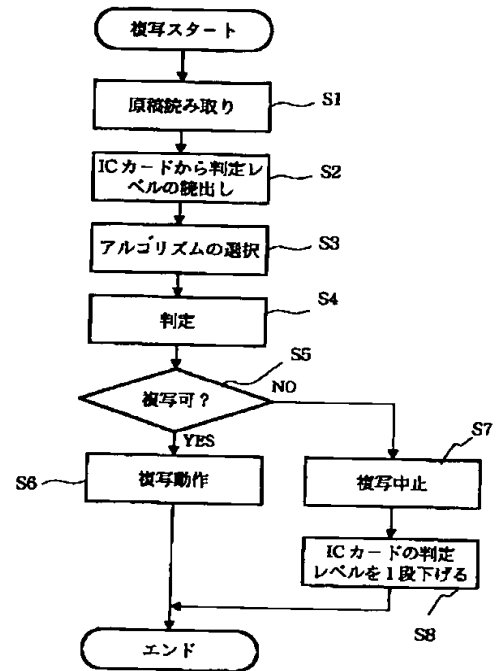 複写スタート
原稿読み取り
S1
ICカードから判定レ
ベルの読出し
S2
アルゴリズムの選択
S3
判定
S4
複写可?
S5
NO
YES
複写動作
S6
複写中止
S7
ICカードの判定
レベルを1段下げる
S8
エンド